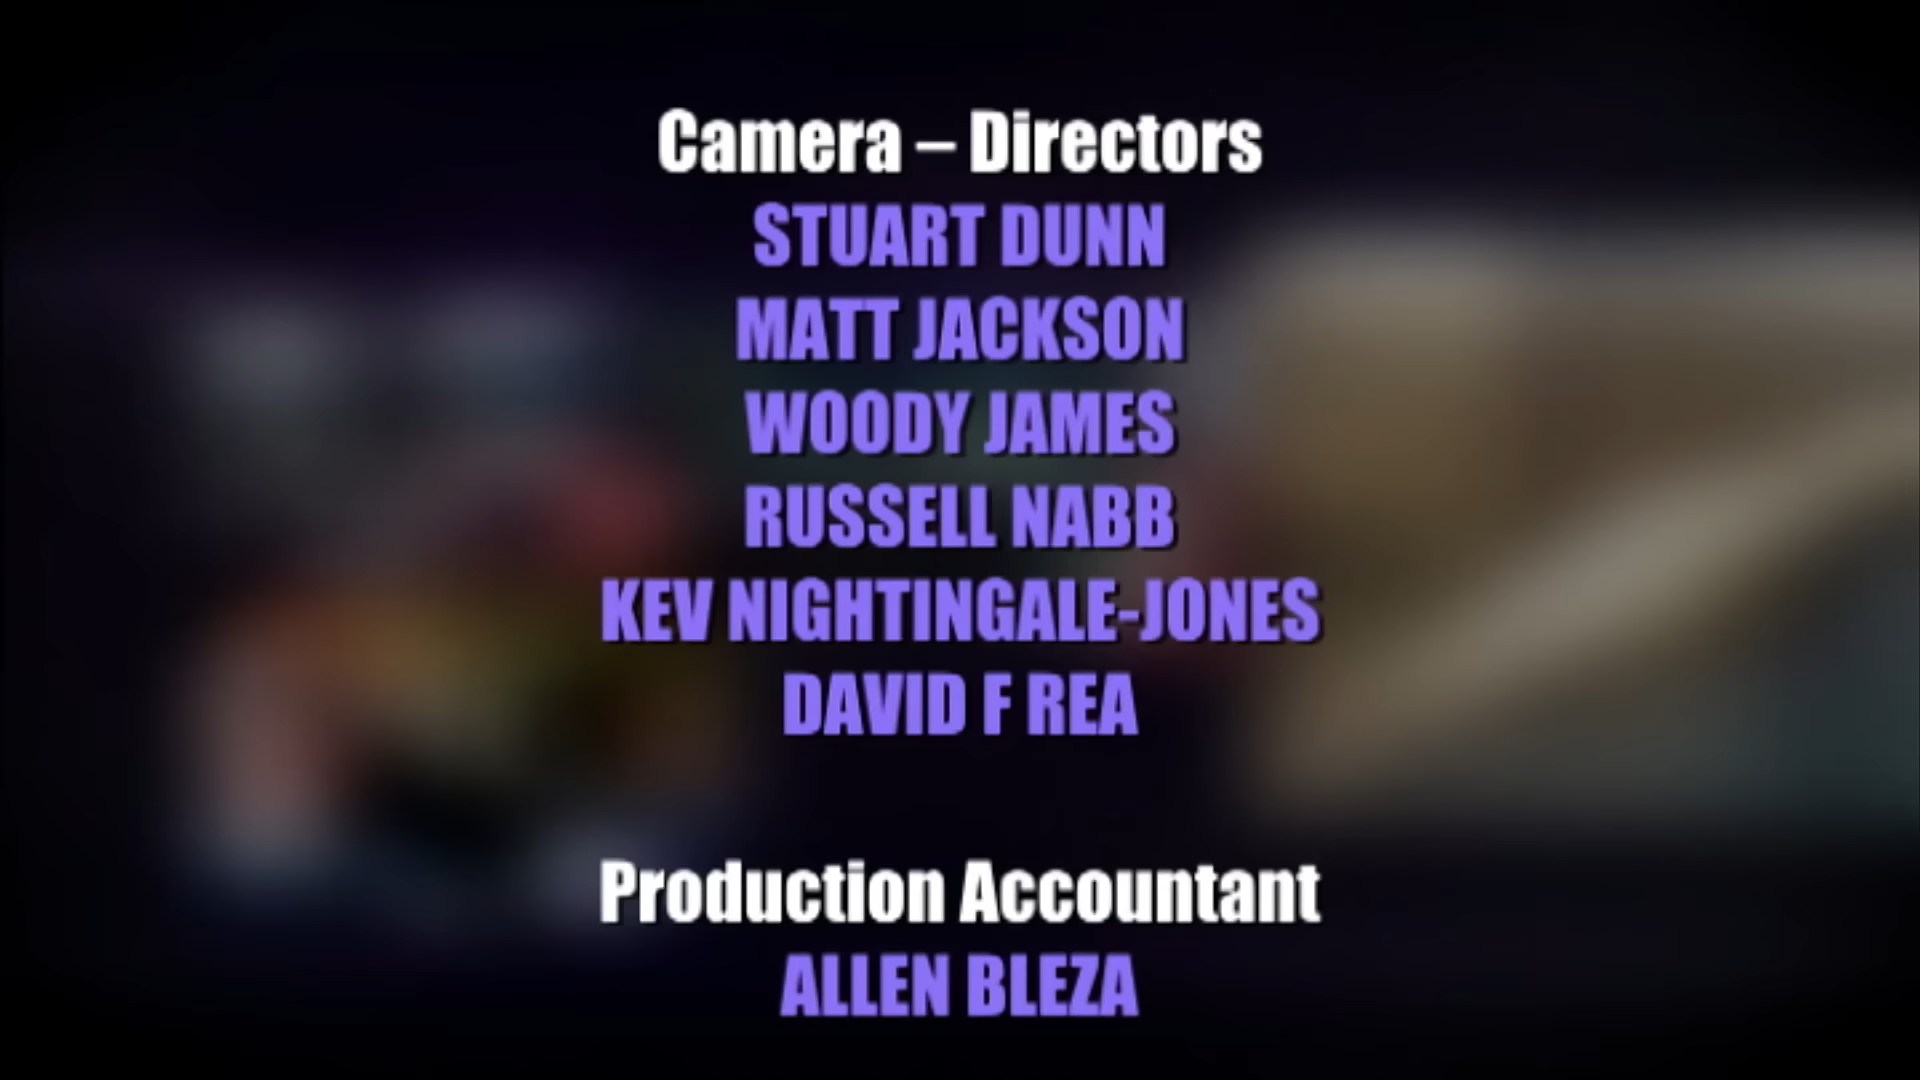 Camera – Directors
STUART DUNN
MATT JACKSON
WOODY JAMES
RUSSELL NABB
KEV NIGHTINGALE-JONES
DAVID F REA
Production Accountant
ALLEN BLEZA